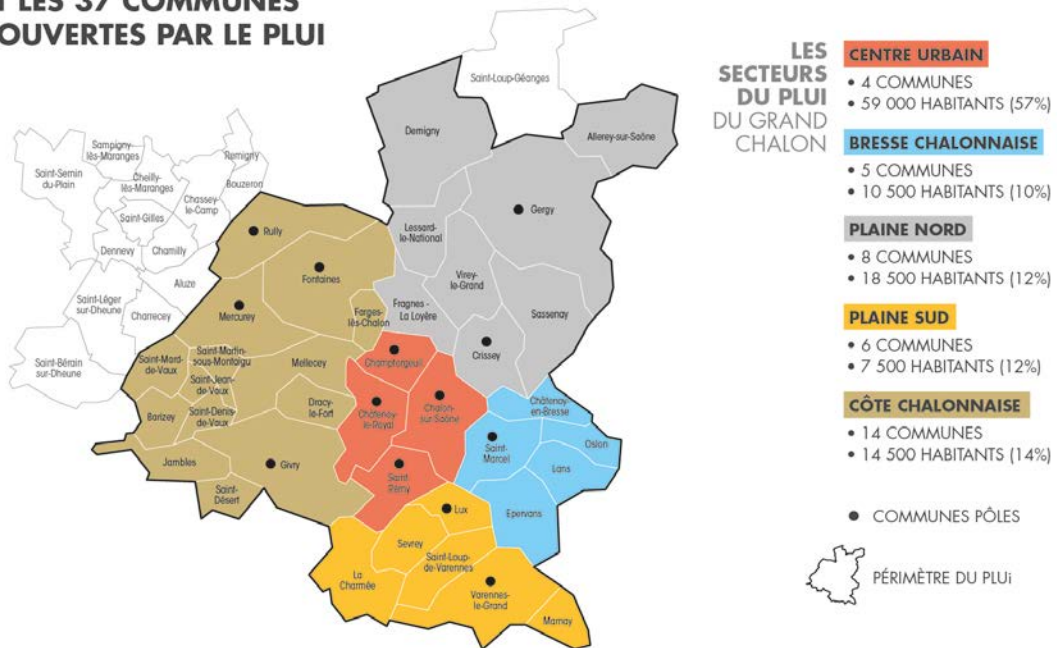 LES 37 COMMUNES
OUVERTES PAR LE PLUI
LES
SECTEURS
DU PLUI
DU GRAND
CHALON
CENTRE URBAIN
• 4 COMMUNES
• 59 000 HABITANTS (57%)
BRESSE CHALONNAISE
• 5 COMMUNES
• 10 500 HABITANTS (10%)
PLAINE NORD
• 8 COMMUNES
• 18 500 HABITANTS (12%)
PLAINE SUD
• 6 COMMUNES
• 7 500 HABITANTS (12%)
CÔTE CHALONNAISE
• 14 COMMUNES
• 14 500 HABITANTS (14%)
COMMUNES PÔLES
PÉRIMÈTRE DU PLUi
Saint-Loup-Géanges
Demigny
Allerey-sur-Saône
Sampigny-
lès-Maranges
Remigny
Saint-Sernin
du-Plain
Cheilly-
lès-Maranges
Bouzeron
Chassey-
le-Camp
Saint-Gilles
Dennevy
Chamilly
Aluze
Saint-Léger
sur-Dheune
Charrecey
Saint-Bérain
sur-Dheune
Rully
Fontaines
Mercurey
Farges-
lès-Chalon
Lessard-
le-National
Gergy
Virey-
le-Grand
Fragnes -
La Loyère
Sassenay
Crissey
Saint-Mard-
de-Vaux
Saint-Martin-
sous-Montaigu
Mellecey
Saint-Jean-
de-Vaux
Barizey
Saint-Denis-
de-Vaux
Dracy-
le-Fort
Jambles
Givry
Saint-
Désert
Champforgeuil
Châtenoy-
le-Royal
Chalon-
sur-Saône
Saint-
Rémy
Châtenoy-
en-Bresse
Saint-
Marcel
Oslon
Lans
Epervans
Lux
Sevrey
Saint-Loup-
de-Varennes
La
Charmée
Varennes-
le-Grand
Marnay